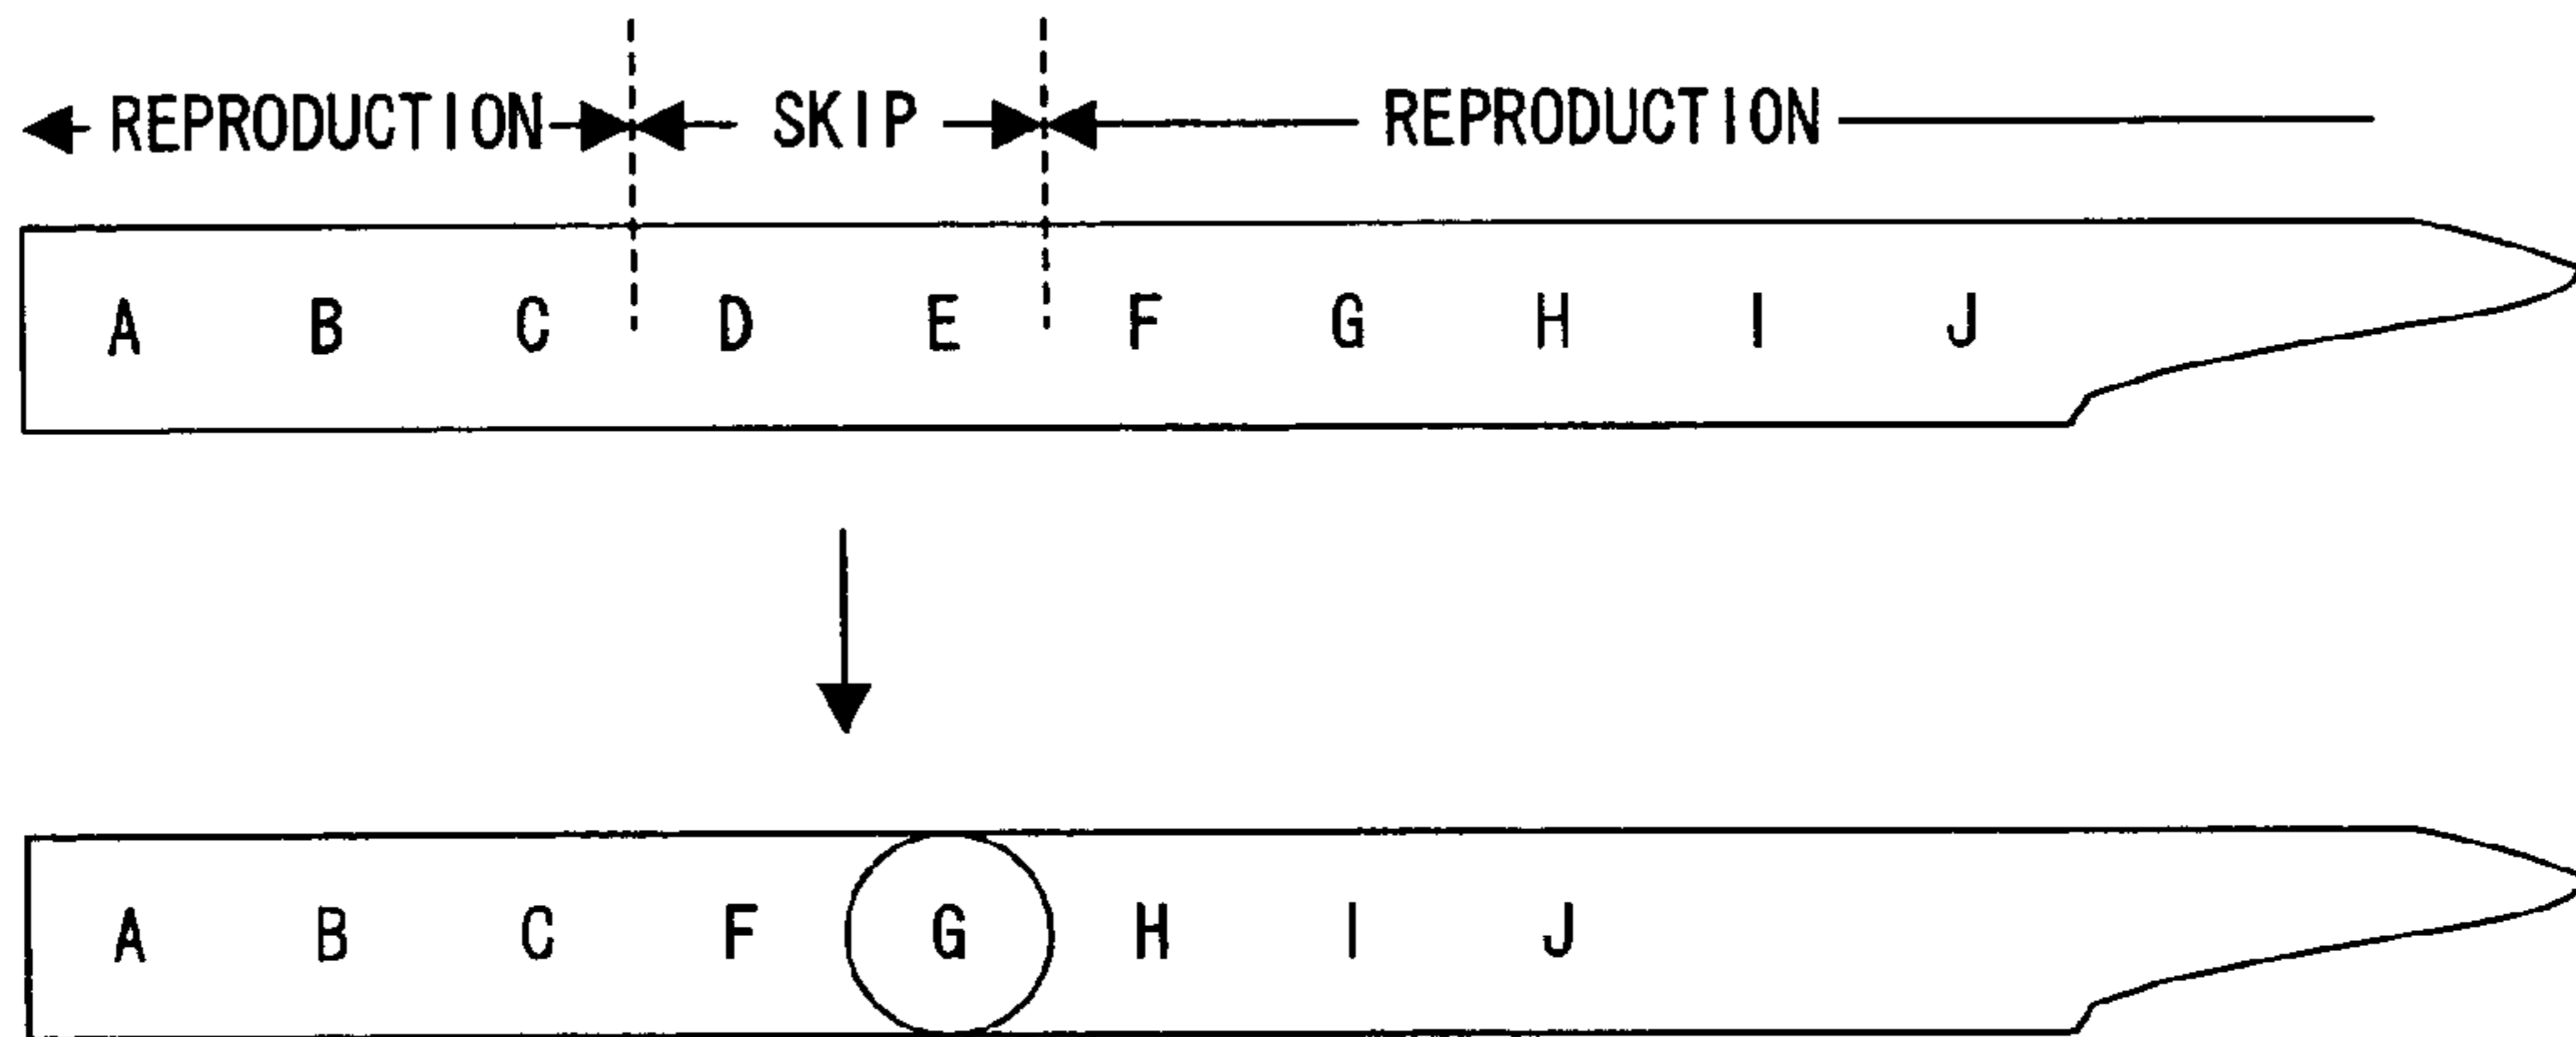 REPRODUCTION SKIP REPRODUCTION
A B C D E F G H I J
A B C F G H I J